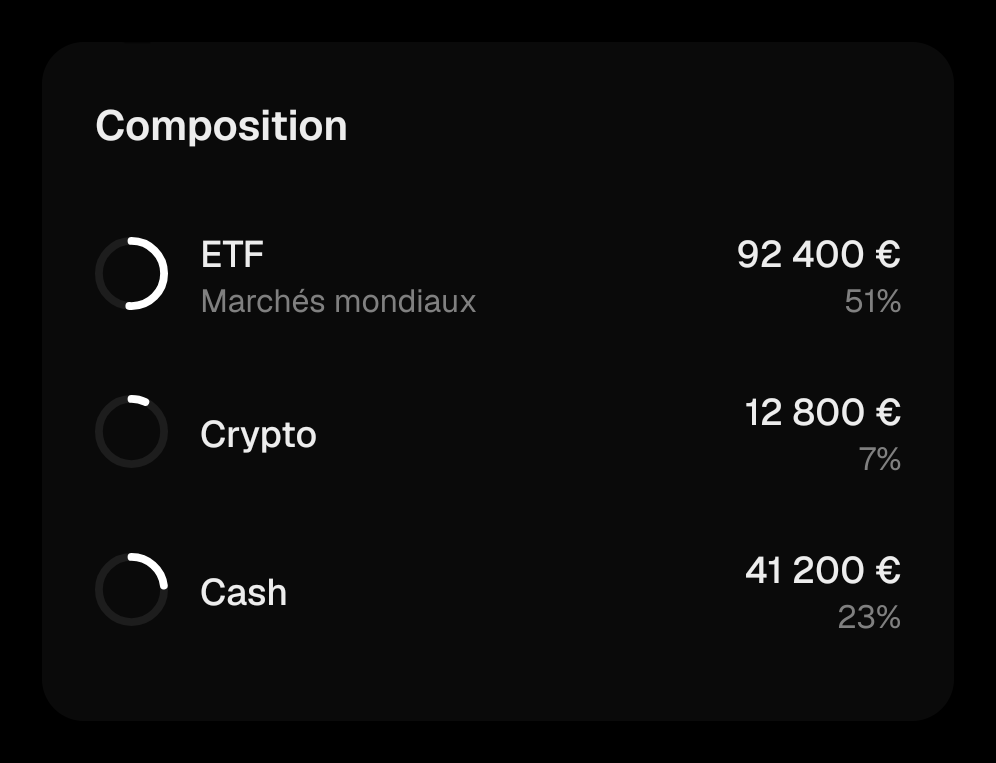 Composition
ETF
92 400 €
Marchés mondiaux
51%
Crypto
12 800 €
7%
Cash
41 200 €
23%